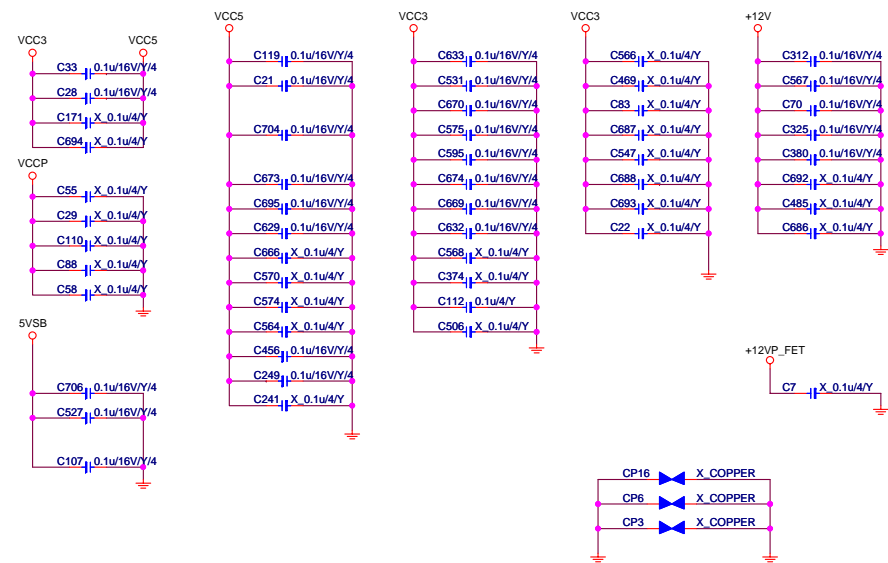 VCC3 VCC5
C33 0.1u/16V/Y/4
C28 0.1u/16V/Y/4
C171 X_0.1u/4/Y
C694 X_0.1u/4/Y
VCCP
C55 X_0.1u/4/Y
C29 X_0.1u/4/Y
C110 X_0.1u/4/Y
C88 X_0.1u/4/Y
C58 X_0.1u/4/Y
5VSB
C706 0.1u/16V/Y/4
C527 0.1u/16V/Y/4
C107 0.1u/16V/Y/4
VCC5
C119 0.1u/16V/Y/4
C21 0.1u/16V/Y/4
C704 0.1u/16V/Y/4
C673 0.1u/16V/Y/4
C695 0.1u/16V/Y/4
C629 0.1u/16V/Y/4
C666 X_0.1u/4/Y
C570 X_0.1u/4/Y
C574 X_0.1u/4/Y
C564 X_0.1u/4/Y
C456 0.1u/16V/Y/4
C249 0.1u/16V/Y/4
C241 X_0.1u/4/Y
VCC3
C633 0.1u/16V/Y/4
C531 0.1u/16V/Y/4
C670 0.1u/16V/Y/4
C575 0.1u/16V/Y/4
C595 0.1u/16V/Y/4
C674 0.1u/16V/Y/4
C669 0.1u/16V/Y/4
C632 0.1u/16V/Y/4
C568 X_0.1u/4/Y
C374 X_0.1u/4/Y
C112 0.1u/4/Y
C506 X_0.1u/4/Y
VCC3
C566 X_0.1u/4/Y
C469 X_0.1u/4/Y
C83 X_0.1u/4/Y
C687 X_0.1u/4/Y
C547 X_0.1u/4/Y
C688 X_0.1u/4/Y
C693 X_0.1u/4/Y
C22 X_0.1u/4/Y
+12V
C312 0.1u/16V/Y/4
C567 0.1u/16V/Y/4
C70 0.1u/16V/Y/4
C325 0.1u/16V/Y/4
C380 0.1u/16V/Y/4
C692 X_0.1u/4/Y
C485 X_0.1u/4/Y
C686 X_0.1u/4/Y
+12VP_FET
C7 X_0.1u/4/Y
CP16 X_COPPER
CP6 X_COPPER
CP3 X_COPPER